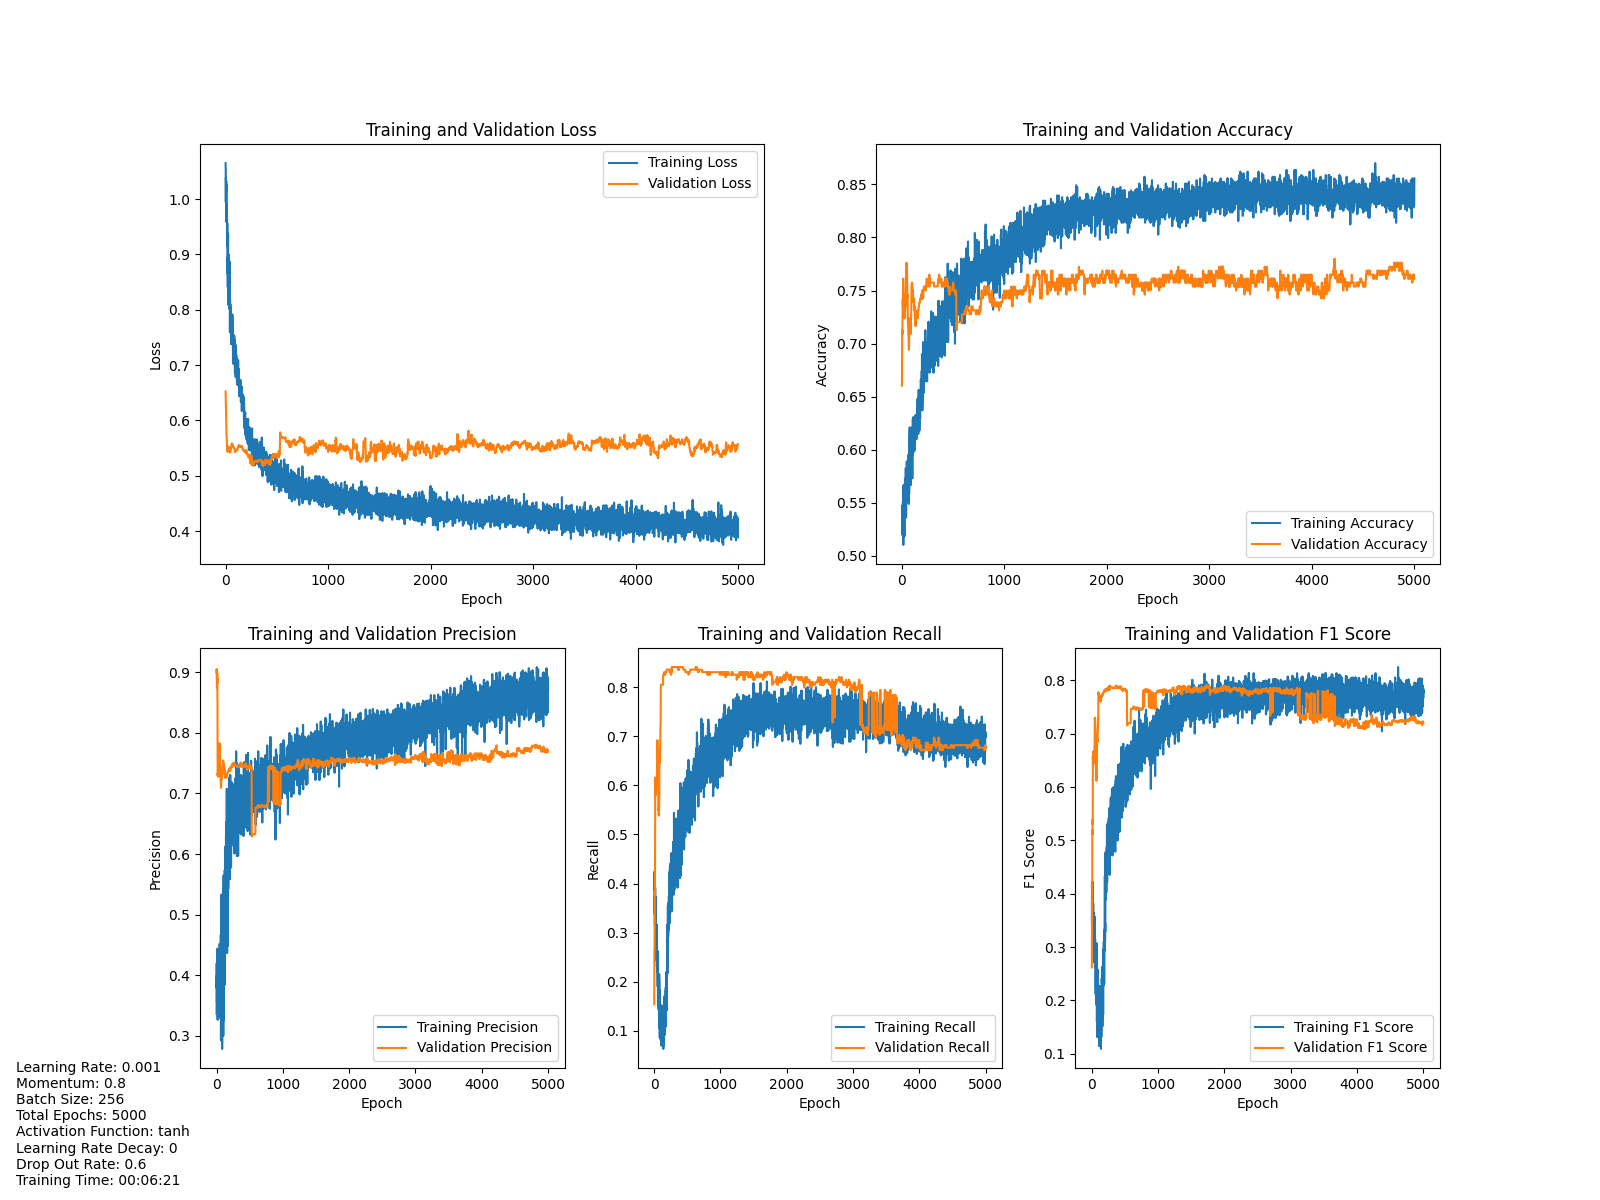 Training and Validation Loss
Training Loss
Validation Loss
1.0
0.9
0.8
0.7
0.6
0.5
0.4
Loss
0 1000 2000 3000 4000 5000
Epoch
Training and Validation Accuracy
0.85
0.80
0.75
0.70
0.65
0.60
0.55
0.50
Accuracy
Training Accuracy
Validation Accuracy
0 1000 2000 3000 4000 5000
Epoch
Training and Validation Precision
0.9
0.8
0.7
0.6
0.5
0.4
0.3
Precision
Training Precision
Validation Precision
0 1000 2000 3000 4000 5000
Epoch
Training and Validation Recall
0.8
0.7
0.6
0.5
0.4
0.3
0.2
0.1
Recall
Training Recall
Validation Recall
0 1000 2000 3000 4000 5000
Epoch
Training and Validation F1 Score
0.8
0.7
0.6
0.5
0.4
0.3
0.2
0.1
F1 Score
Training F1 Score
Validation F1 Score
0 1000 2000 3000 4000 5000
Epoch
Learning Rate: 0.001
Momentum: 0.8
Batch Size: 256
Total Epochs: 5000
Activation Function: tanh
Learning Rate Decay: 0
Drop Out Rate: 0.6
Training Time: 00:06:21